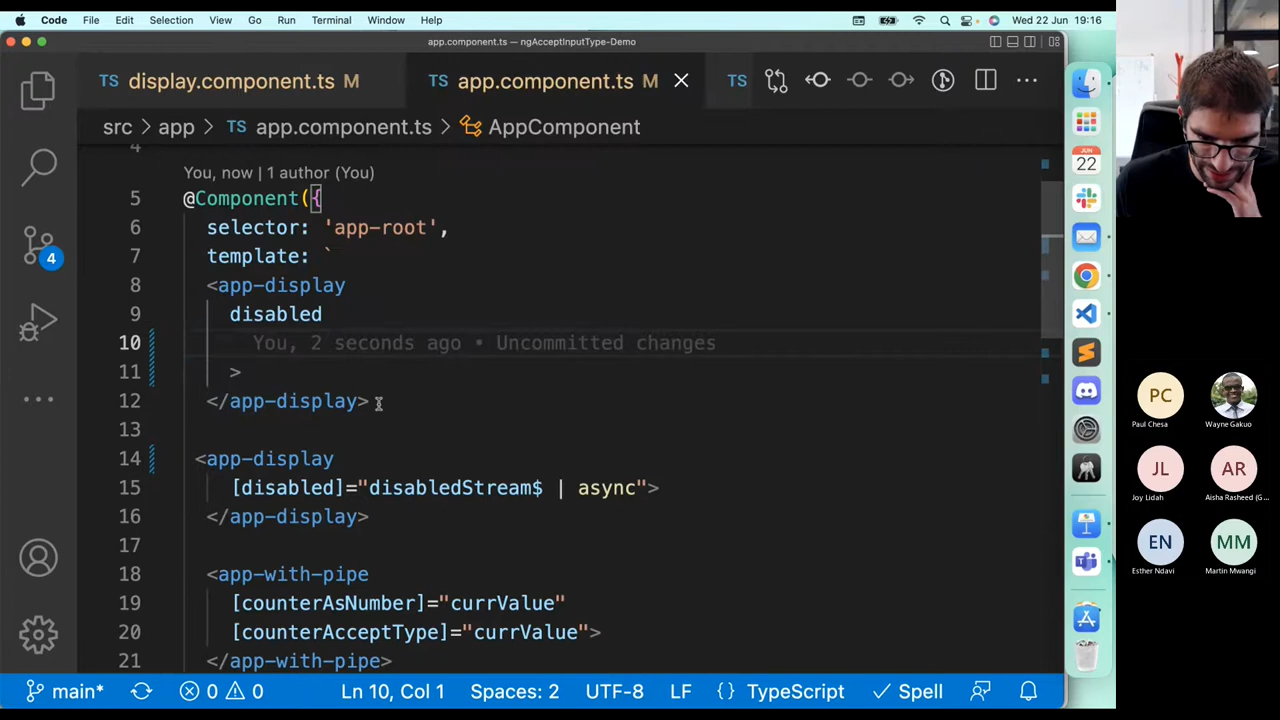 Code File Edit Selection View Go Run Terminal Window Help Wed 22 Jun 19:16
app.component.ts — ngAcceptInputType-Demo
TS display.component.ts M TS app.component.ts M TS
src > app > TS app.component.ts > AppComponent
4
You, now | 1 author (You)
5 @Component({
6 selector: 'app-root',
7 template: `
8 <app-display
9 disabled
10 You, 2 seconds ago • Uncommitted changes
11 >
12 </app-display>
13
14 <app-display
15 [disabled]="disabledStream$ | async">
16 </app-display>
17
18 <app-with-pipe
19 [counterAsNumber]="currValue"
20 [counterAcceptType]="currValue">
21 </app-with-pipe>
4
main* 0 0 Ln 10, Col 1 Spaces: 2 UTF-8 LF {} TypeScript Spell
JUN
22
PC
Paul Chesa
Wayne Gakuo
JL
Joy Lidah
AR
Aisha Rasheed (G...
EN
Esther Ndavi
MM
Martin Mwangi